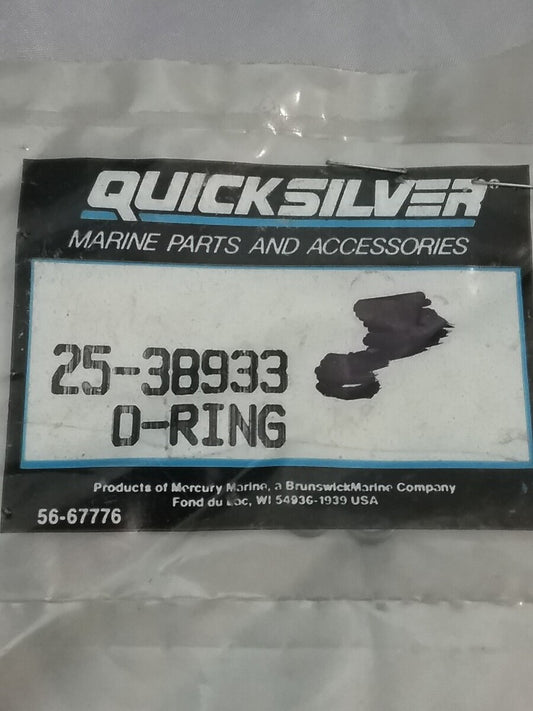 QUICKSILVER
MARINE PARTS AND ACCESSORIES
25-38933
O-RING
Products of Mercury Marine, a BrunswickMarine Company
Fond du Lac, WI 54936-1939 USA
56-67776